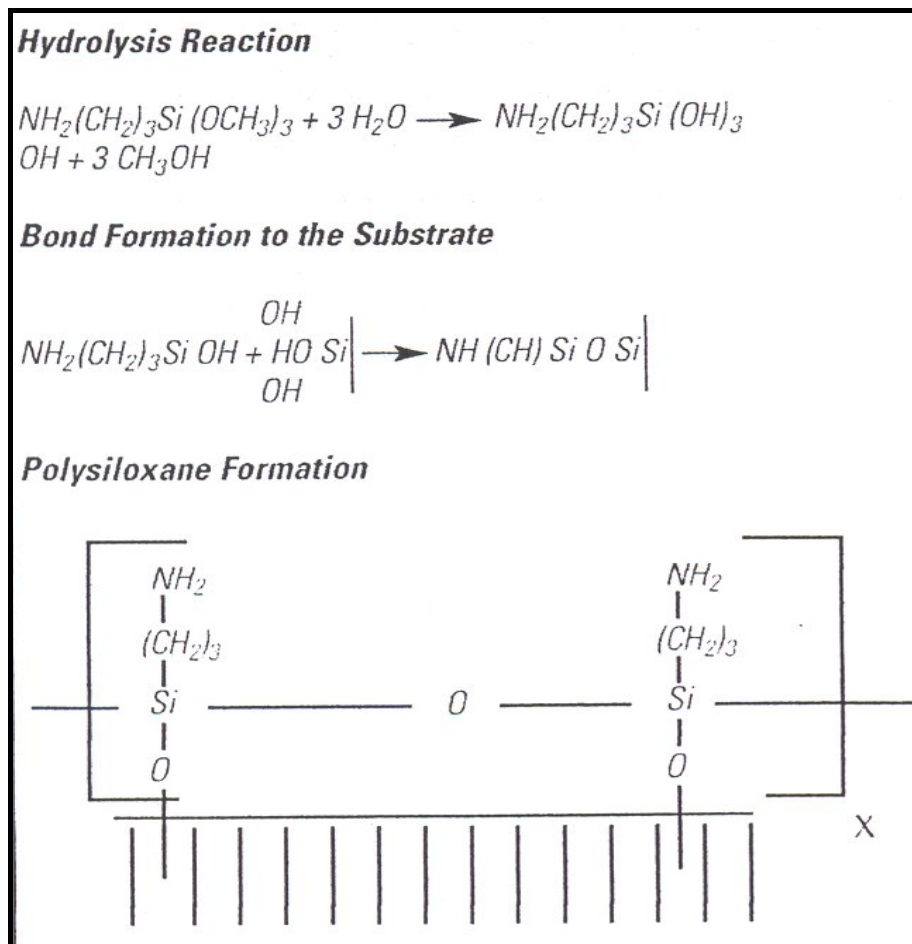 Hydrolysis Reaction
NH₂(CH₂)₃Si (OCH₃)₃ + 3 H₂O → NH₂(CH₂)₃Si (OH)₃
OH + 3 CH₃OH
Bond Formation to the Substrate
OH
NH₂(CH₂)₃Si OH + HO Si| → NH (CH) Si O Si|
OH
Polysiloxane Formation
NH₂ NH₂
(CH₂)₃ (CH₂)₃
Si O Si
O O
X